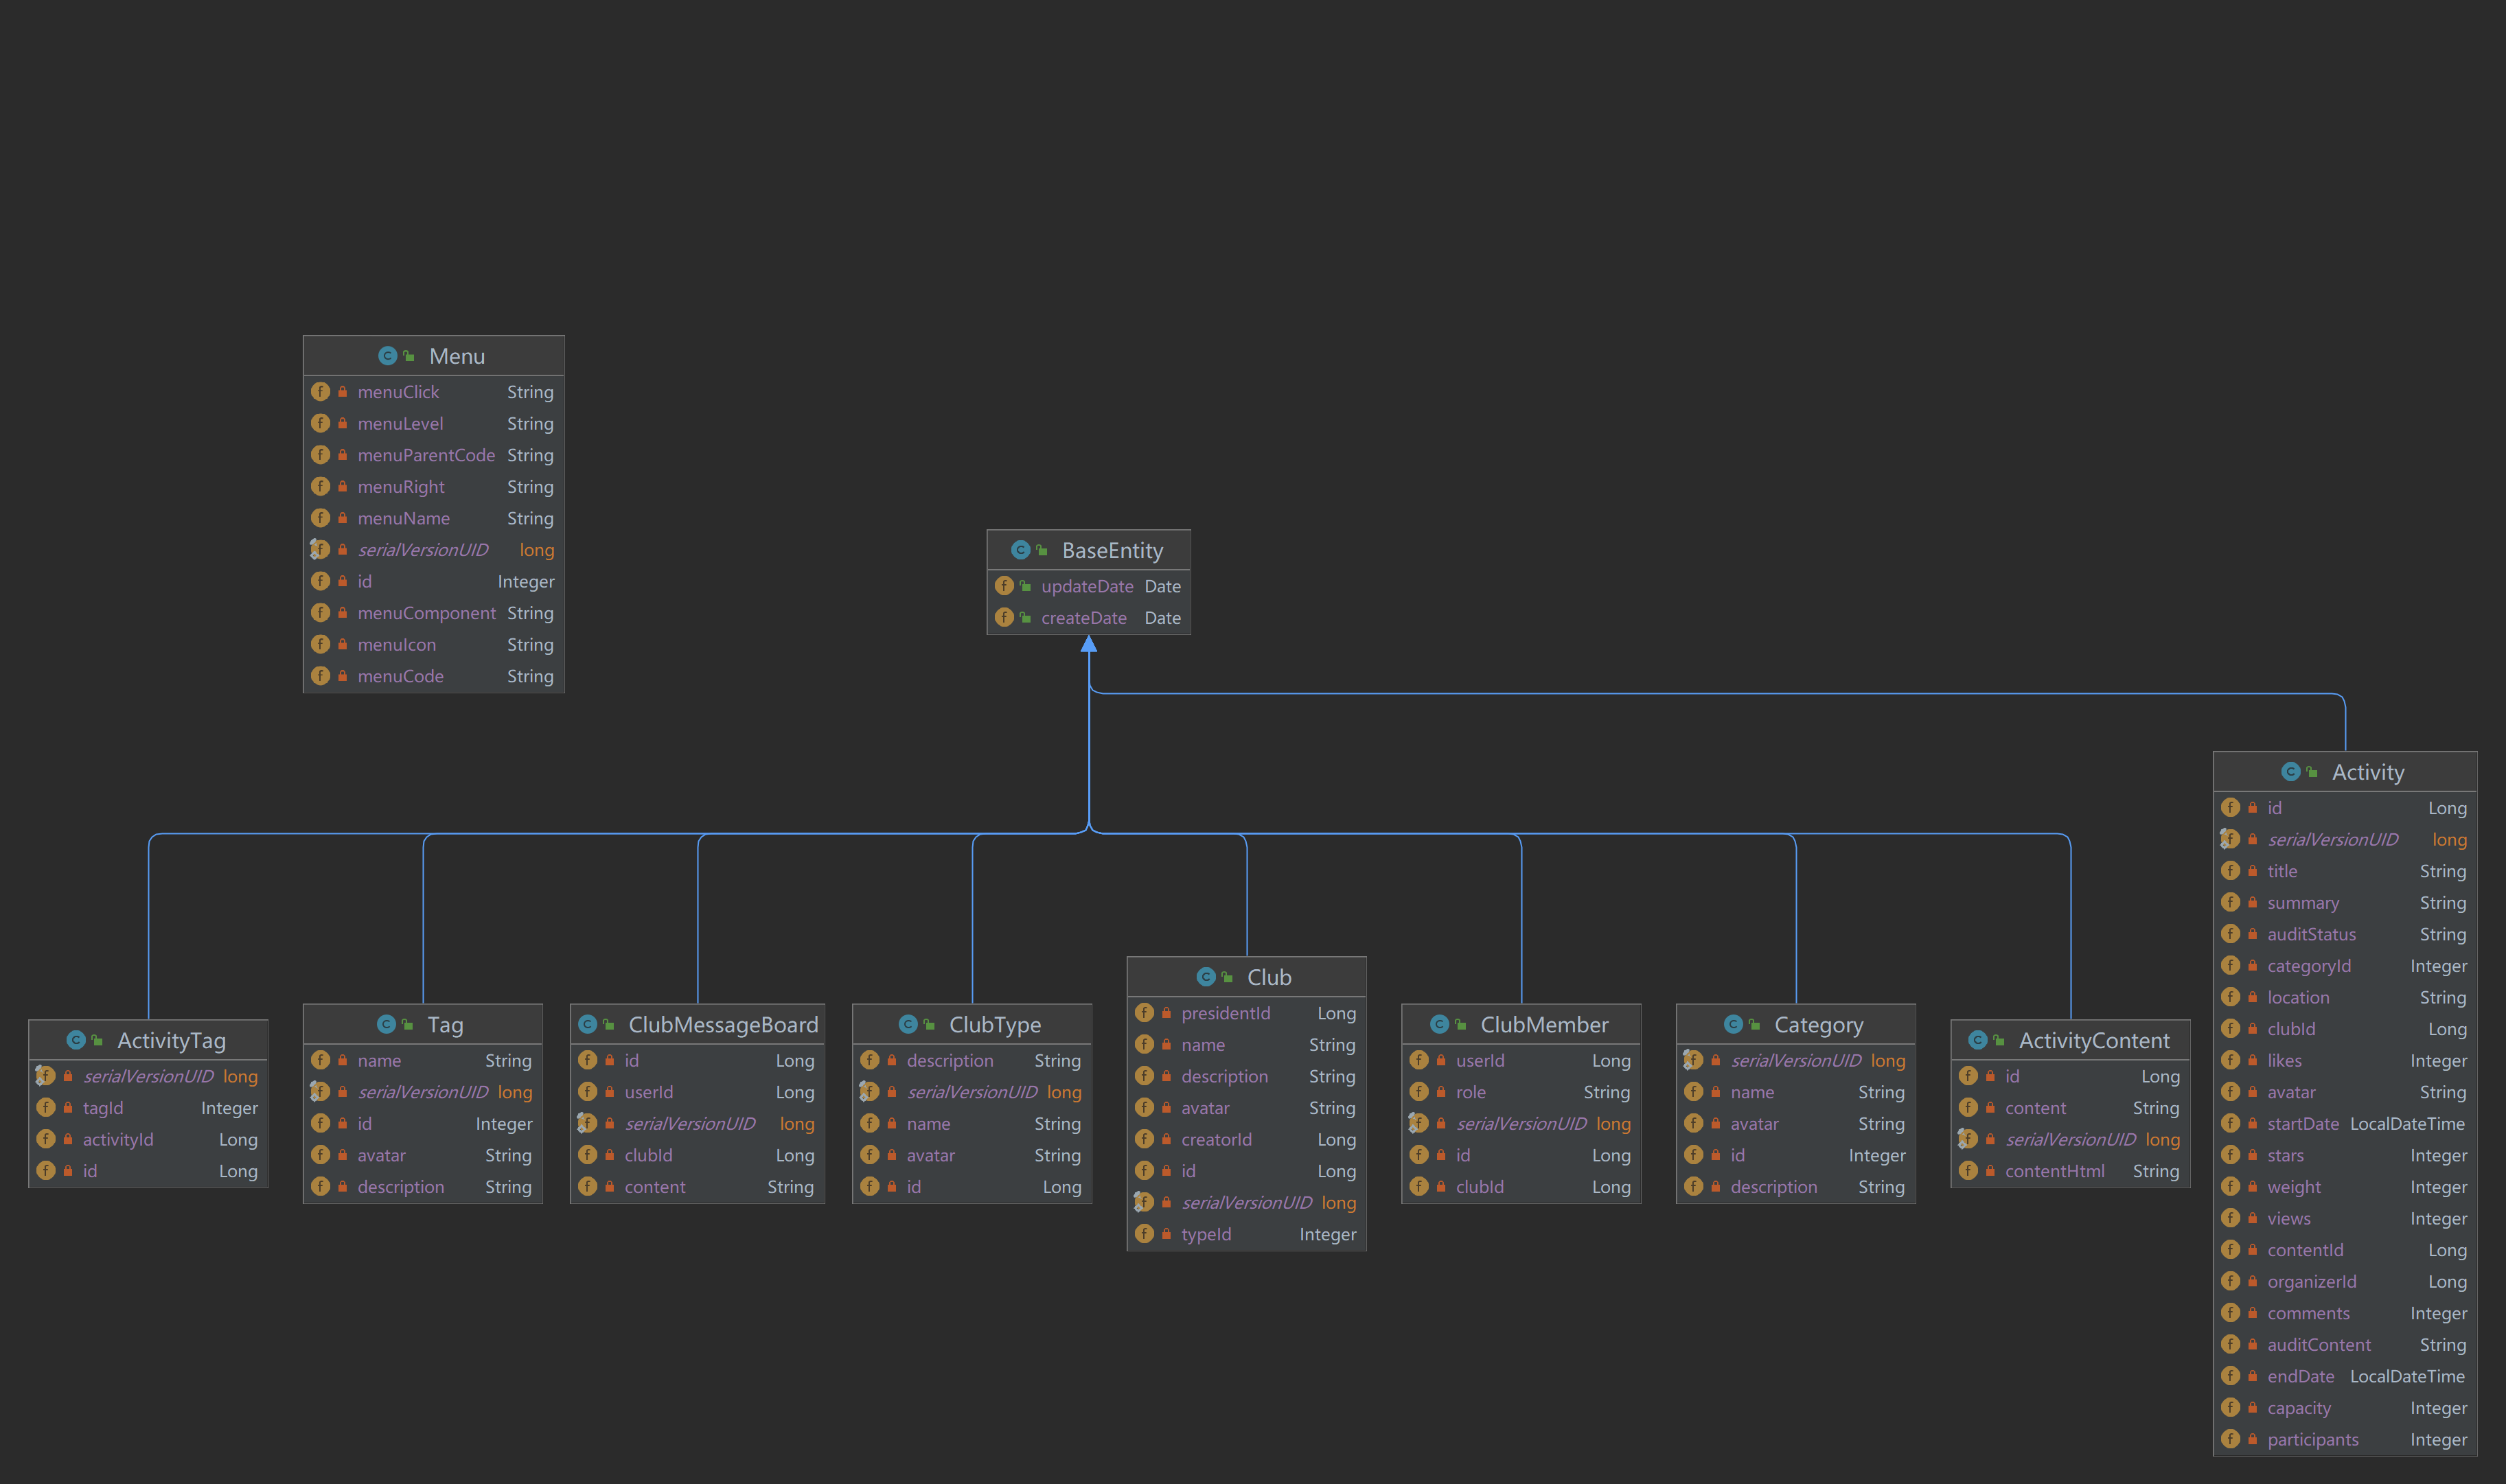 Menu
menuClick String
menuLevel String
menuParentCode String
menuRight String
menuName String
serialVersionUID long
id Integer
menuComponent String
menuIcon String
menuCode String
BaseEntity
updateDate Date
createDate Date
ActivityTag
serialVersionUID long
tagId Integer
activityId Long
id Long
Tag
name String
serialVersionUID long
id Integer
avatar String
description String
ClubMessageBoard
id Long
userId Long
serialVersionUID long
clubId Long
content String
ClubType
description String
serialVersionUID long
name String
avatar String
id Long
Club
presidentId Long
name String
description String
avatar String
creatorId Long
id Long
serialVersionUID long
typeId Integer
ClubMember
userId Long
role String
serialVersionUID long
id Long
clubId Long
Category
serialVersionUID long
name String
avatar String
id Integer
description String
ActivityContent
id Long
content String
serialVersionUID long
contentHtml String
Activity
id Long
serialVersionUID long
title String
summary String
auditStatus String
categoryId Integer
location String
clubId Long
likes Integer
avatar String
startDate LocalDateTime
stars Integer
weight Integer
views Integer
contentId Long
organizerId Long
comments Integer
auditContent String
endDate LocalDateTime
capacity Integer
participants Integer